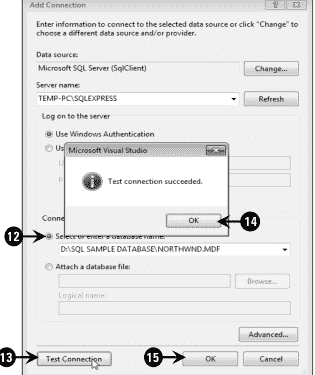 Add Connection
Enter information to connect to the selected data source or click "Change" to
choose a different data source and/or provider.
Data source:
Microsoft SQL Server (SqlClient)
Change...
Server name:
TEMP-PC\SQLEXPRESS
Refresh
Log on to the server
Use Windows Authentication
Us
Microsoft Visual Studio
Test connection succeeded.
OK
14
Conne
12
Select or enter a database name:
D:\SQL SAMPLE DATABASE\NORTHWND.MDF
Attach a database file:
Browse...
Logical name:
Advanced...
13
Test Connection
15
OK
Cancel